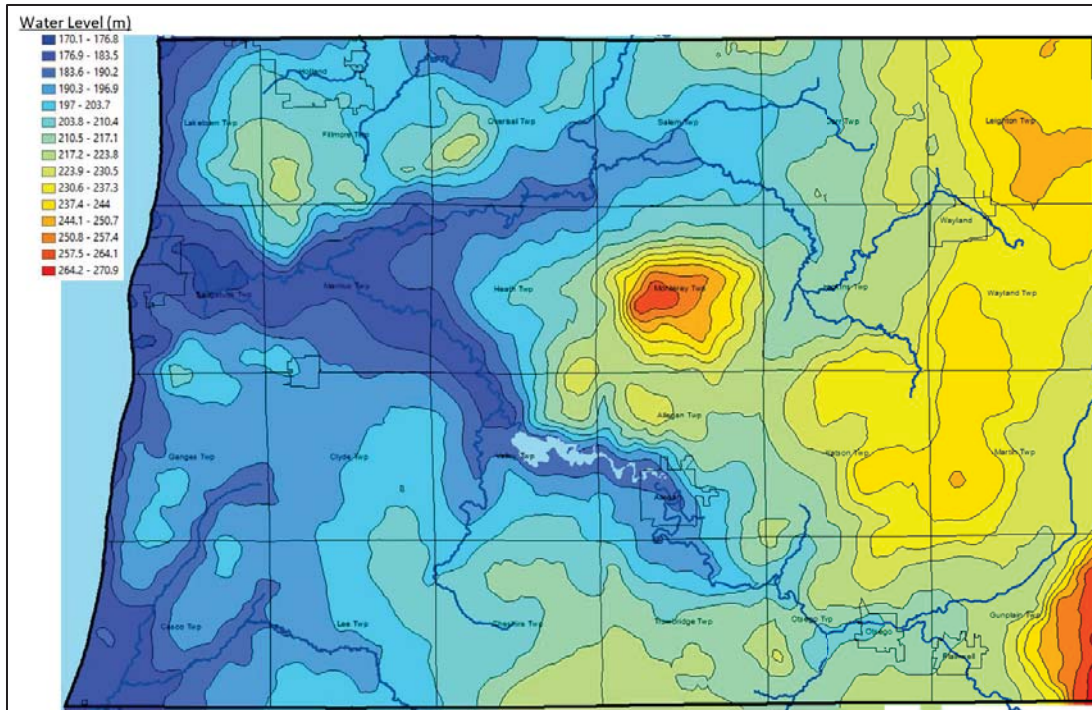 Water Level (m)
170.1 - 176.8
176.9 - 183.5
183.6 - 190.2
190.3 - 196.9
197 - 203.7
203.8 - 210.4
210.5 - 217.1
217.2 - 223.8
223.9 - 230.5
230.6 - 237.3
237.4 - 244
244.1 - 250.7
250.8 - 257.4
257.5 - 264.1
264.2 - 270.9
Holland
Laketown Twp
Fillmore Twp
Overisel Twp
Salem Twp
Dorr Twp
Leighton Twp
Wayland
Manlius Twp
Heath Twp
Monterey Twp
Hopkins Twp
Wayland Twp
Allegan Twp
Ganges Twp
Clyde Twp
Valley Twp
Watson Twp
Martin Twp
Casco Twp
Lee Twp
Cheshire Twp
Trowbridge Twp
Otsego Twp
Otsego
Gunplain Twp
Plainwell